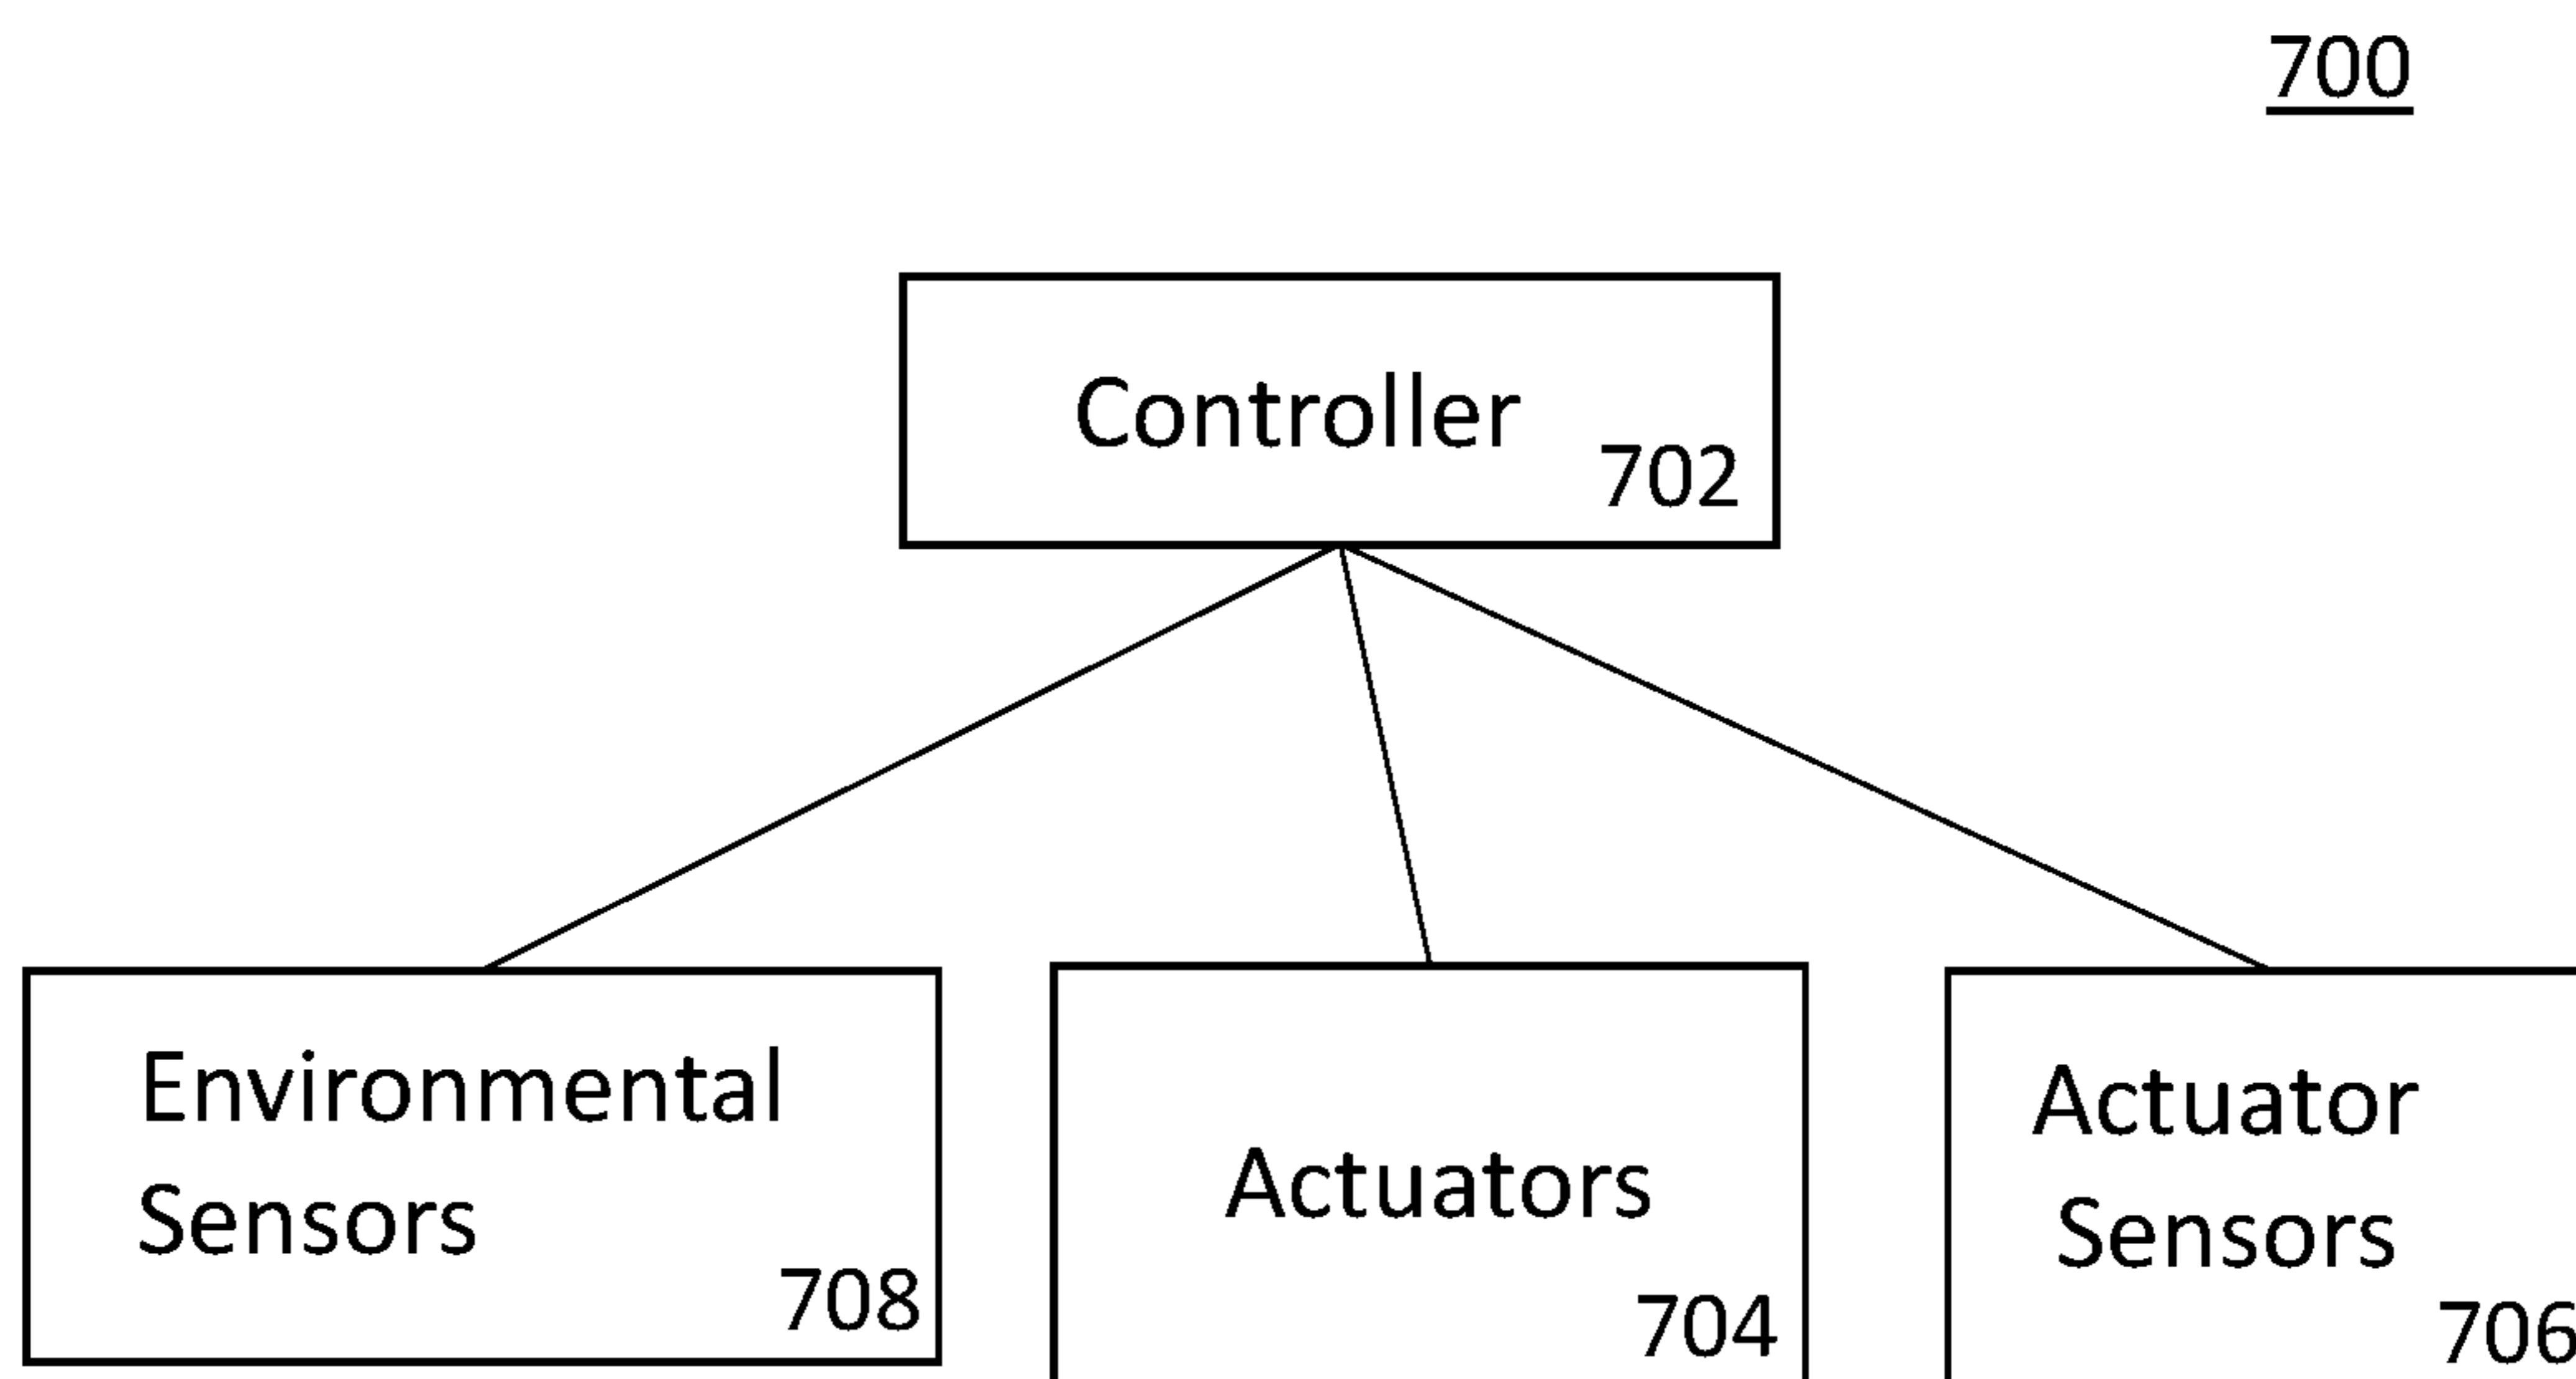 700
Controller
702
Environmental
Sensors
708
Actuators
704
Actuator
Sensors
706